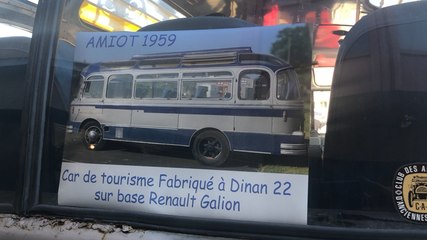 AMIOT 1959
Car de tourisme Fabriqué à Dinan 22
sur base Renault Galion